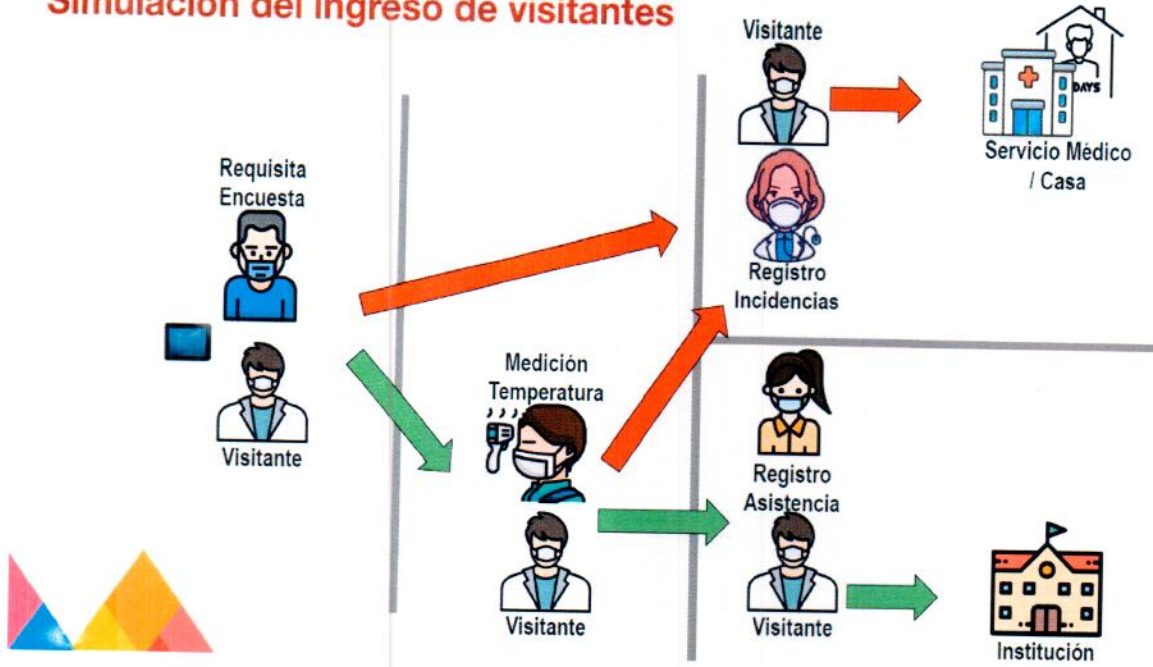 Simulación del ingreso de visitantes
Requisita
Encuesta
Visitante
Medición
Temperatura
Visitante
Visitante
Registro
Incidencias
DAYS
Servicio Médico
/ Casa
Registro
Asistencia
Visitante
Institución